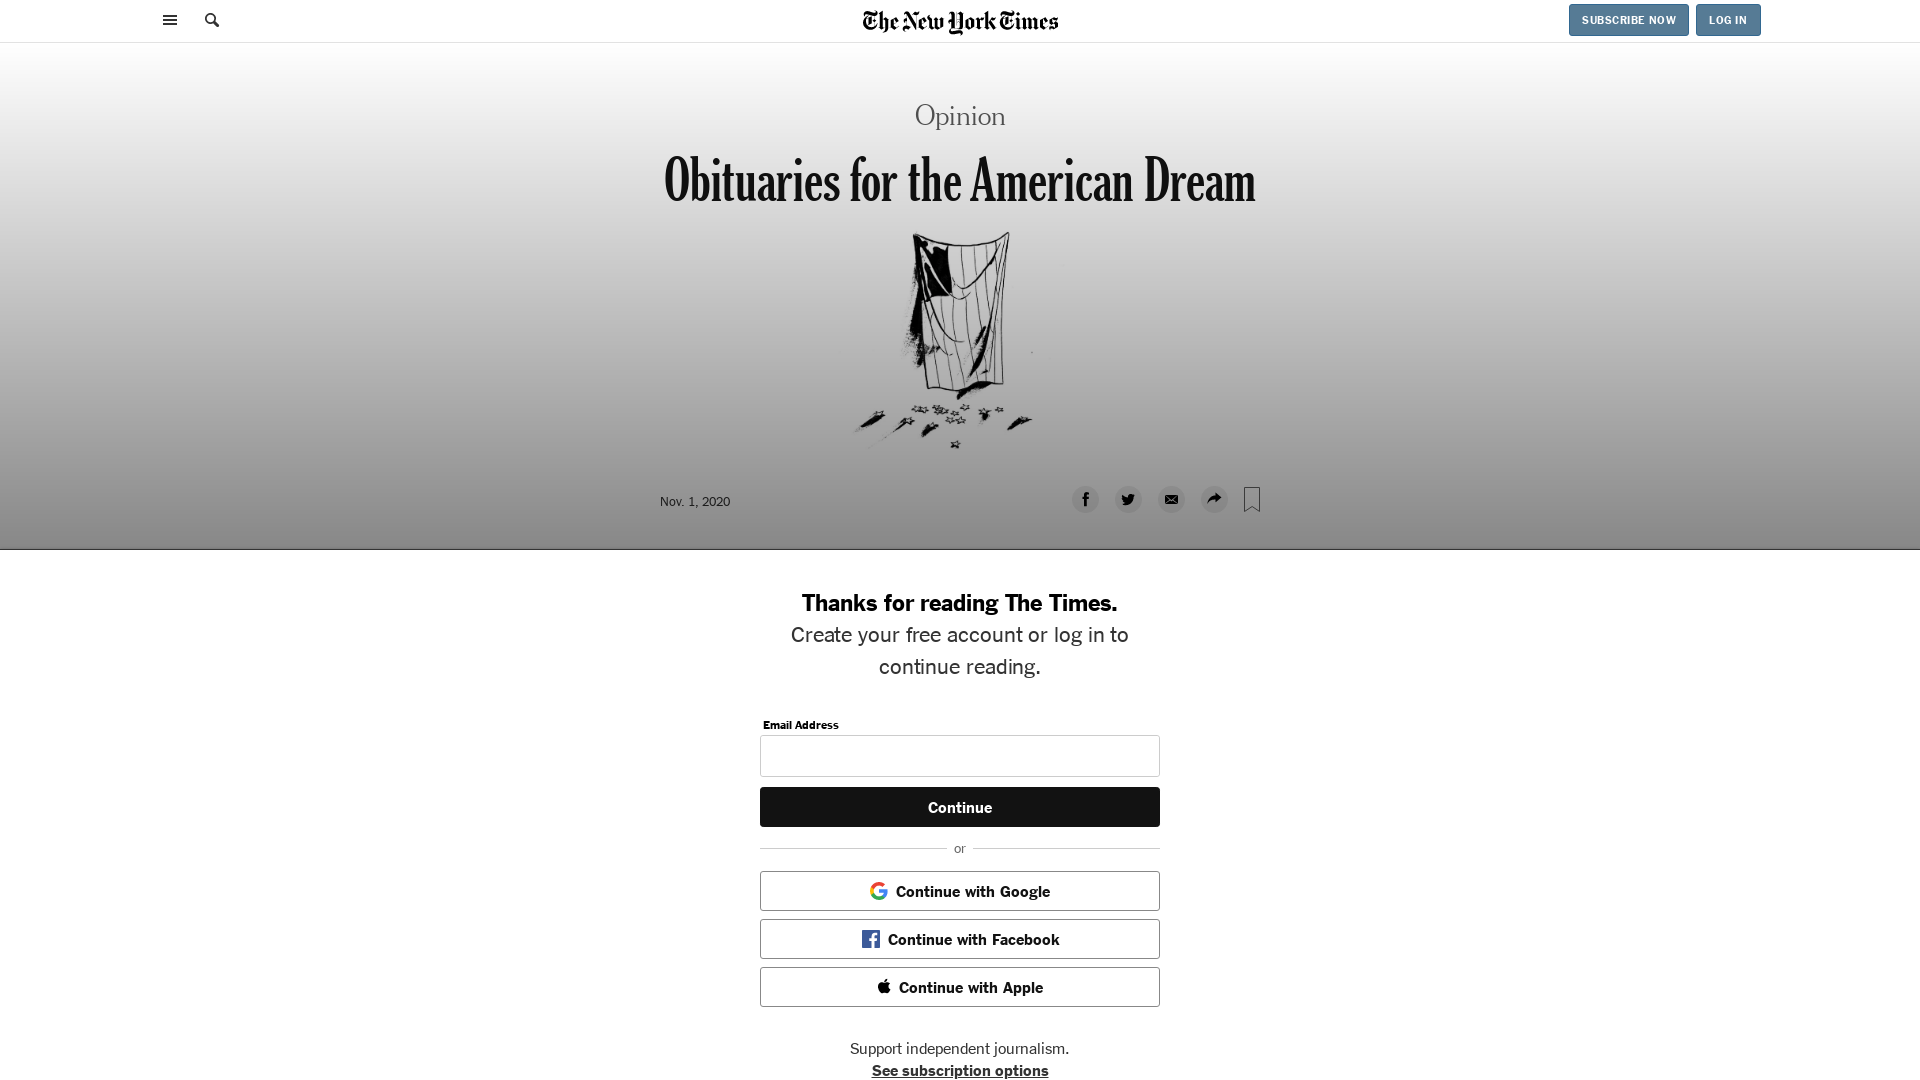 The New York Times
SUBSCRIBE NOW
LOG IN
Opinion
Obituaries for the American Dream
Nov. 1, 2020
Thanks for reading The Times.
Create your free account or log in to
continue reading.
Email Address
Continue
or
Continue with Google
Continue with Facebook
Continue with Apple
Support independent journalism.
See subscription options